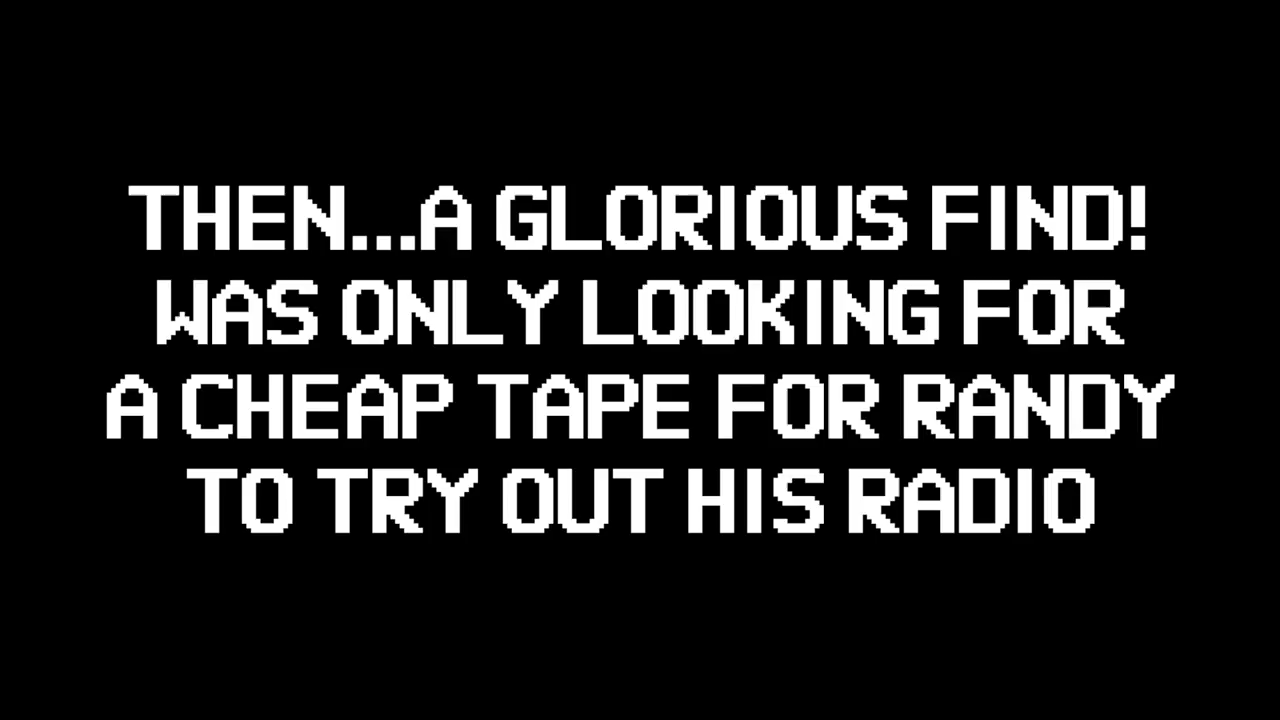 THEN...A GLORIOUS FIND!
WAS ONLY LOOKING FOR
A CHEAP TAPE FOR RANDY
TO TRY OUT HIS RADIO